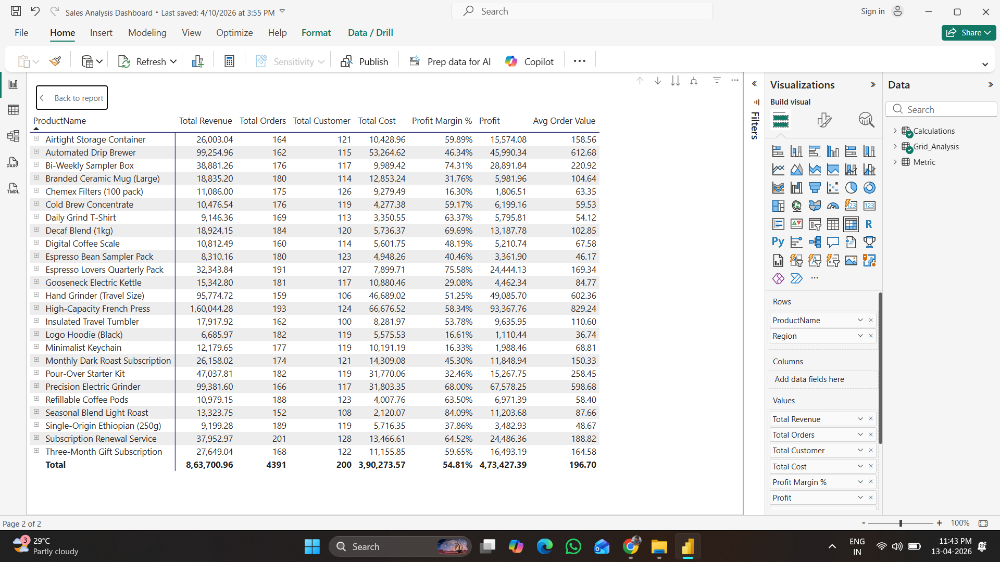 Sales Analysis Dashboard • Last saved: 4/10/2026 at 3:55 PM
Search
Sign in
File Home Insert Modeling View Optimize Help Format Data / Drill
Share
Refresh Sensitivity Publish Prep data for AI Copilot
Back to report
ProductName Total Revenue Total Orders Total Customer Total Cost Profit Margin % Profit Avg Order Value
Airtight Storage Container 26,003.04 164 121 10,428.96 59.89% 15,574.08 158.56
Automated Drip Brewer 99,254.96 162 115 53,264.62 46.34% 45,990.34 612.68
Bi-Weekly Sampler Box 38,881.26 176 117 9,989.42 74.31% 28,891.84 220.92
Branded Ceramic Mug (Large) 18,835.20 180 114 12,853.24 31.76% 5,981.96 104.64
Chemex Filters (100 pack) 11,086.00 175 126 9,279.49 16.30% 1,806.51 63.35
Cold Brew Concentrate 10,476.54 176 119 4,277.38 59.17% 6,199.16 59.53
Daily Grind T-Shirt 9,146.36 169 113 3,350.55 63.37% 5,795.81 54.12
Decaf Blend (1kg) 18,924.15 184 120 5,736.37 69.69% 13,187.78 102.85
Digital Coffee Scale 10,812.49 160 114 5,601.75 48.19% 5,210.74 67.58
Espresso Bean Sampler Pack 8,310.16 180 123 4,948.26 40.46% 3,361.90 46.17
Espresso Lovers Quarterly Pack 32,343.84 191 127 7,899.71 75.58% 24,444.13 169.34
Gooseneck Electric Kettle 15,342.80 181 117 10,880.46 29.08% 4,462.34 84.77
Hand Grinder (Travel Size) 95,774.72 159 106 46,689.02 51.25% 49,085.70 602.36
High-Capacity French Press 1,60,044.28 193 124 66,676.52 58.34% 93,367.76 829.24
Insulated Travel Tumbler 17,917.92 162 100 8,281.97 53.78% 9,635.95 110.60
Logo Hoodie (Black) 6,685.97 182 119 5,575.53 16.61% 1,110.44 36.74
Minimalist Keychain 12,179.65 177 119 10,191.19 16.33% 1,988.46 68.81
Monthly Dark Roast Subscription 26,158.02 174 121 14,309.08 45.30% 11,848.94 150.33
Pour-Over Starter Kit 47,037.81 182 119 31,770.06 32.46% 15,267.75 258.45
Precision Electric Grinder 99,381.60 166 117 31,803.35 68.00% 67,578.25 598.68
Refillable Coffee Pods 10,979.15 188 123 4,007.76 63.50% 6,971.39 58.40
Seasonal Blend Light Roast 13,323.75 152 108 2,120.07 84.09% 11,203.68 87.66
Single-Origin Ethiopian (250g) 9,199.28 189 119 5,716.35 37.86% 3,482.93 48.67
Subscription Renewal Service 37,952.97 201 128 13,466.61 64.52% 24,486.36 188.82
Three-Month Gift Subscription 27,649.04 168 122 11,155.85 59.65% 16,493.19 164.58
Total 8,63,700.96 4391 200 3,90,273.57 54.81% 4,73,427.39 196.70
Filters
Visualizations
Build visual
123
123
R
Py
Rows
ProductName
Region
Columns
Add data fields here
Values
Total Revenue
Total Orders
Total Customer
Total Cost
Profit Margin %
Profit
Data
Search
Calculations
Grid_Analysis
Metric
DAX
TMDL
Page 2 of 2
- + 100%
3
29°C
Partly cloudy
Search
ENG
IN
11:43 PM
13-04-2026